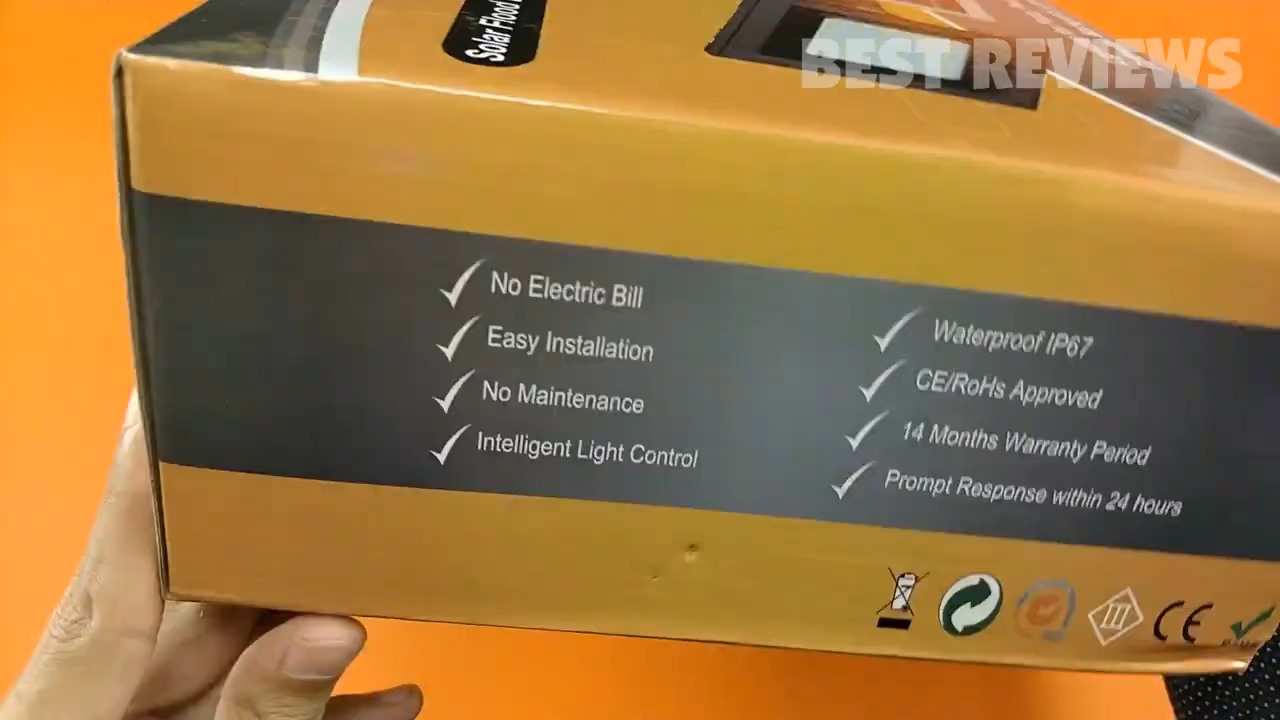 Solar Flood
BEST REVIEWS
No Electric Bill
Easy Installation
No Maintenance
Intelligent Light Control
Waterproof IP67
CE/RoHs Approved
14 Months Warranty Period
Prompt Response within 24 hours
III
CE